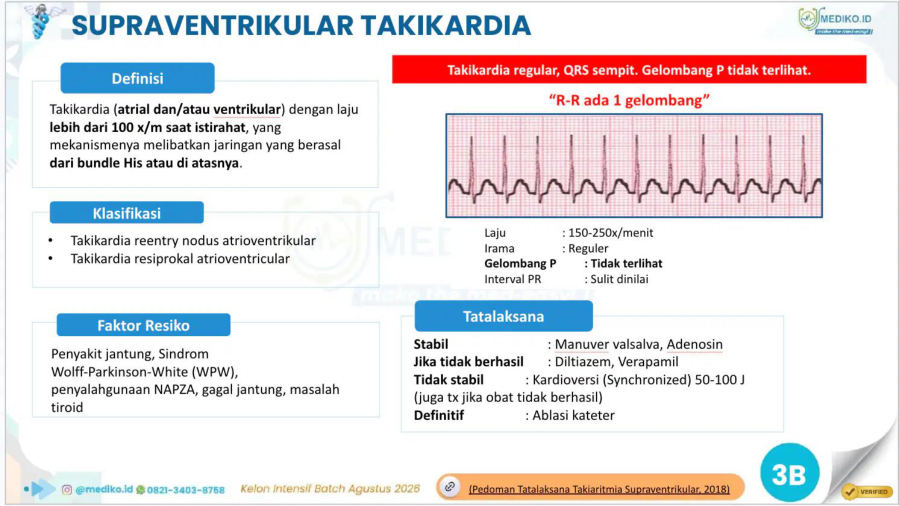 SUPRAVENTRIKULAR TAKIKARDIA
MEDIKO.ID
Definisi
Takikardia (atrial dan/atau ventrikular) dengan laju
lebih dari 100 x/m saat istirahat, yang
mekanismenya melibatkan jaringan yang berasal
dari bundle His atau di atasnya.
Klasifikasi
• Takikardia reentry nodus atrioventrikular
• Takikardia resiprokal atrioventricular
Faktor Resiko
Penyakit jantung, Sindrom
Wolff-Parkinson-White (WPW),
penyalahgunaan NAPZA, gagal jantung, masalah
tiroid
Takikardia regular, QRS sempit. Gelombang P tidak terlihat.
“R-R ada 1 gelombang”
Laju : 150-250x/menit
Irama : Reguler
Gelombang P : Tidak terlihat
Interval PR : Sulit dinilai
Tatalaksana
Stabil : Manuver valsalva, Adenosin
Jika tidak berhasil : Diltiazem, Verapamil
Tidak stabil : Kardioversi (Synchronized) 50-100 J
(juga tx jika obat tidak berhasil)
Definitif : Ablasi kateter
@mediko.id 0821-3403-8758
Kelon Intensif Batch Agustus 2026
(Pedoman Tatalaksana Takiaritmia Supraventrikular, 2018)
3B
VERIFIED